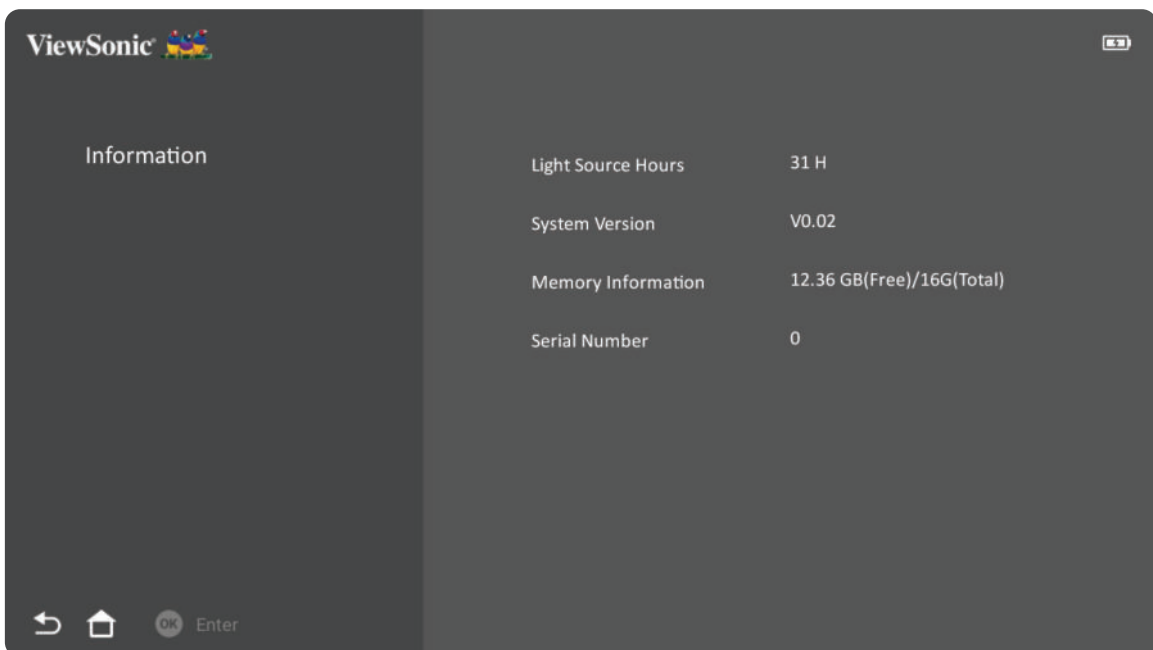 ViewSonic
Information
Light Source Hours 31 H
System Version V0.02
Memory Information 12.36 GB(Free)/16G(Total)
Serial Number 0
OK Enter